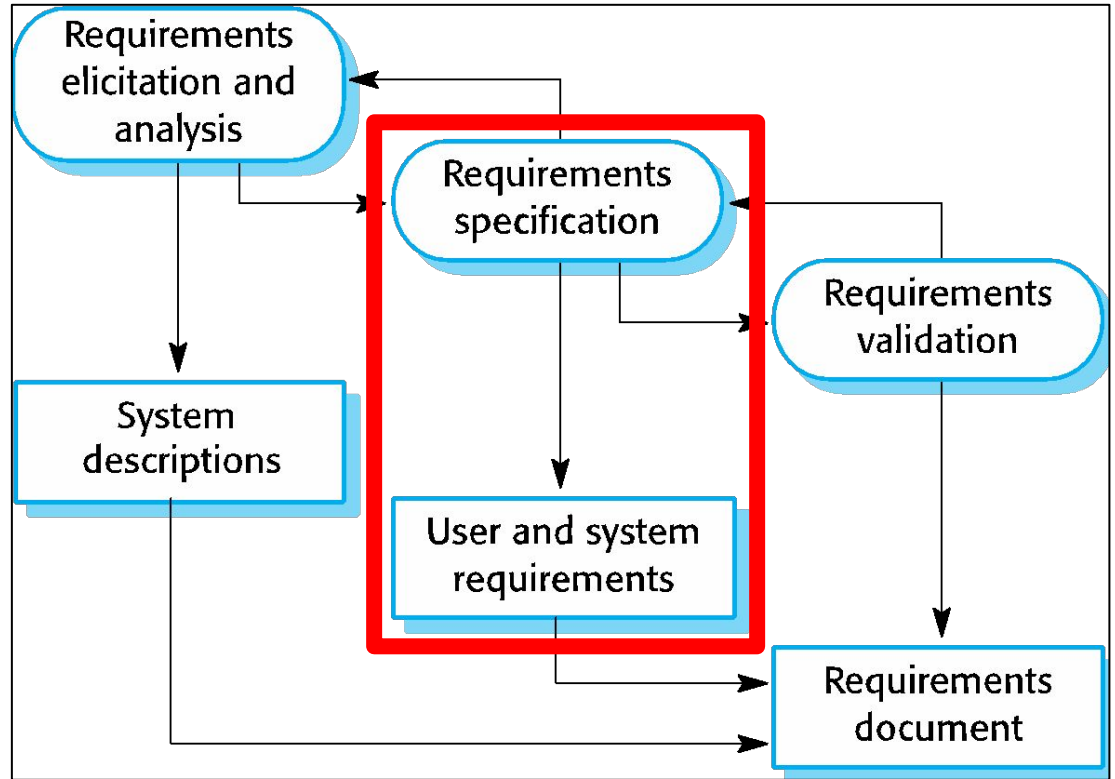 Requirements
elicitation and
analysis
Requirements
specification
Requirements
validation
System
descriptions
User and system
requirements
Requirements
document